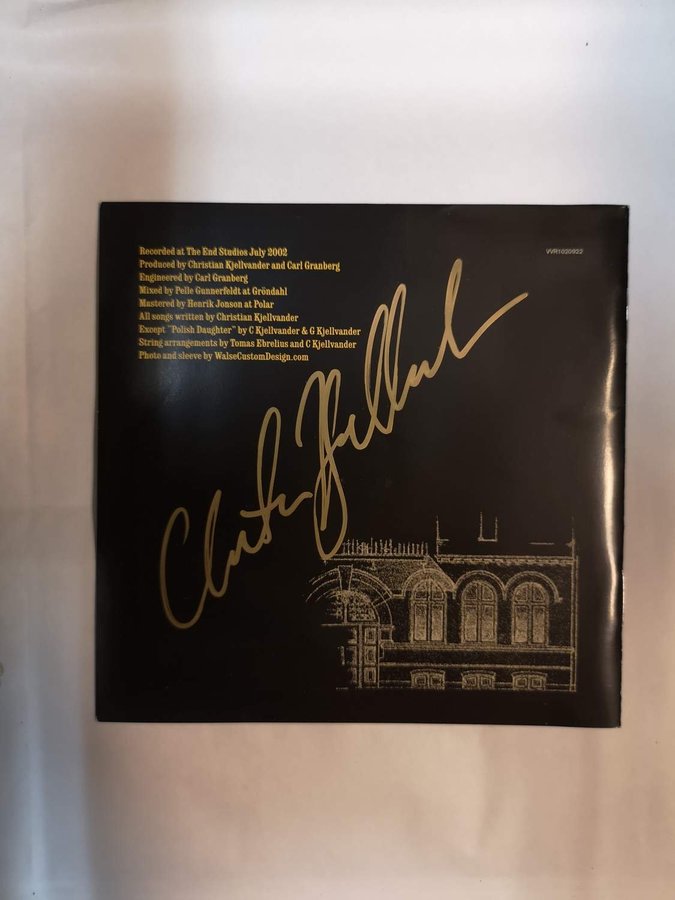 Recorded at The End Studios July 2002
VVR1020922
Produced by Christian Kjellvander and Carl Granberg
Engineered by Carl Granberg
Mixed by Pelle Gunnerfeldt at Gröndahl
Mastered by Henrik Jonson at Polar
All songs written by Christian Kjellvander
Except "Polish Daughter" by C Kjellvander & G Kjellvander
String arrangements by Tomas Ebrelius and C Kjellvander
Photo and sleeve by WalseCustomDesign.com